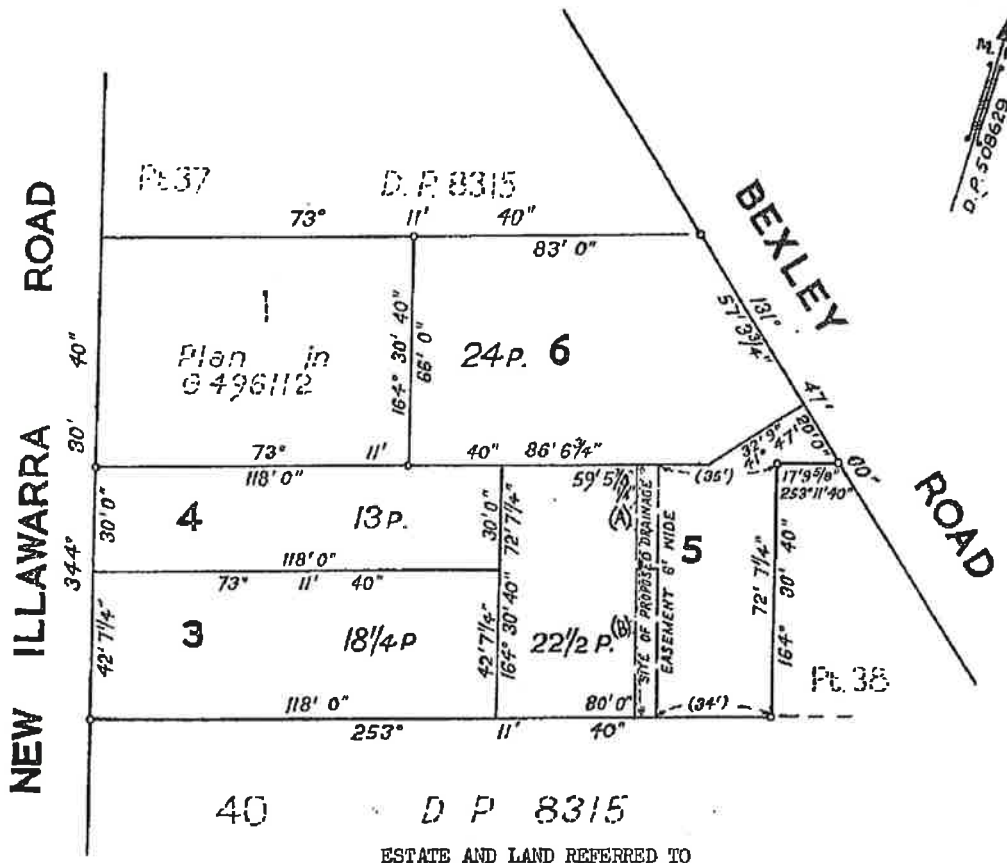 M.
D. P. 508629
Pt. 37
D. P. 8315
73° 11' 40"
83' 0"
NEW ILLAWARRA ROAD
BEXLEY ROAD
1
Plan in
G 496112
164° 30' 40"
66' 0"
24P. 6
131° 47' 00"
57' 3 3/4"
344° 30' 40"
73° 11' 40"
118' 0"
86' 6 3/4"
32' 9"
41° 47'
20' 0"
(35')
17' 9 5/8"
253° 11' 40"
30' 0"
4
13 P.
30' 0"
72' 7 1/4"
(A)
SITE OF PROPOSED DRAINAGE
EASEMENT 6' WIDE
5
118' 0"
73° 11' 40"
72' 7 1/4"
164° 30' 40"
42' 7 1/4"
3
18 1/4 P
42' 7 1/4"
164° 30' 40"
22 1/2 P.
(B)
Pt. 38
118' 0"
80' 0"
(34')
253° 11' 40"
40
D P 8315
ESTATE AND LAND REFERRED TO